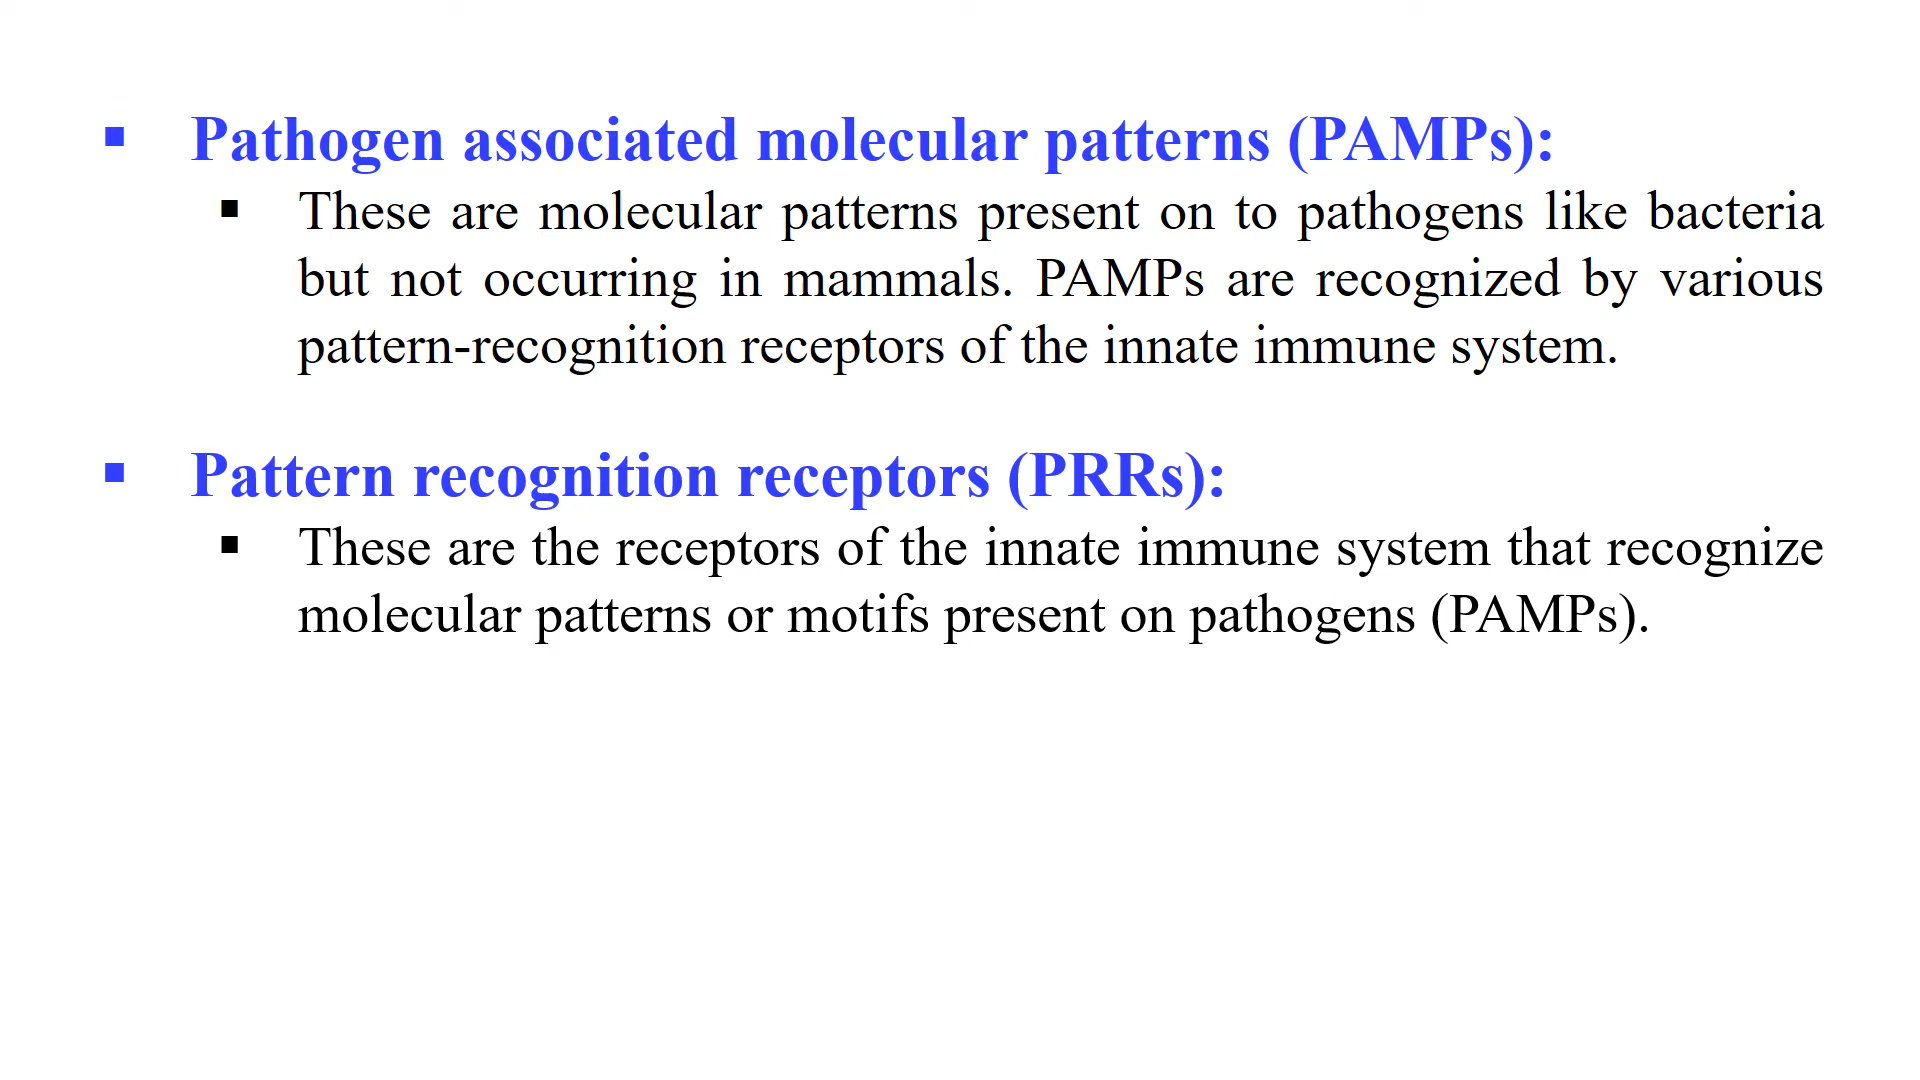 ▪ Pathogen associated molecular patterns (PAMPs):
▪ These are molecular patterns present on to pathogens like bacteria
but not occurring in mammals. PAMPs are recognized by various
pattern-recognition receptors of the innate immune system.
▪ Pattern recognition receptors (PRRs):
▪ These are the receptors of the innate immune system that recognize
molecular patterns or motifs present on pathogens (PAMPs).